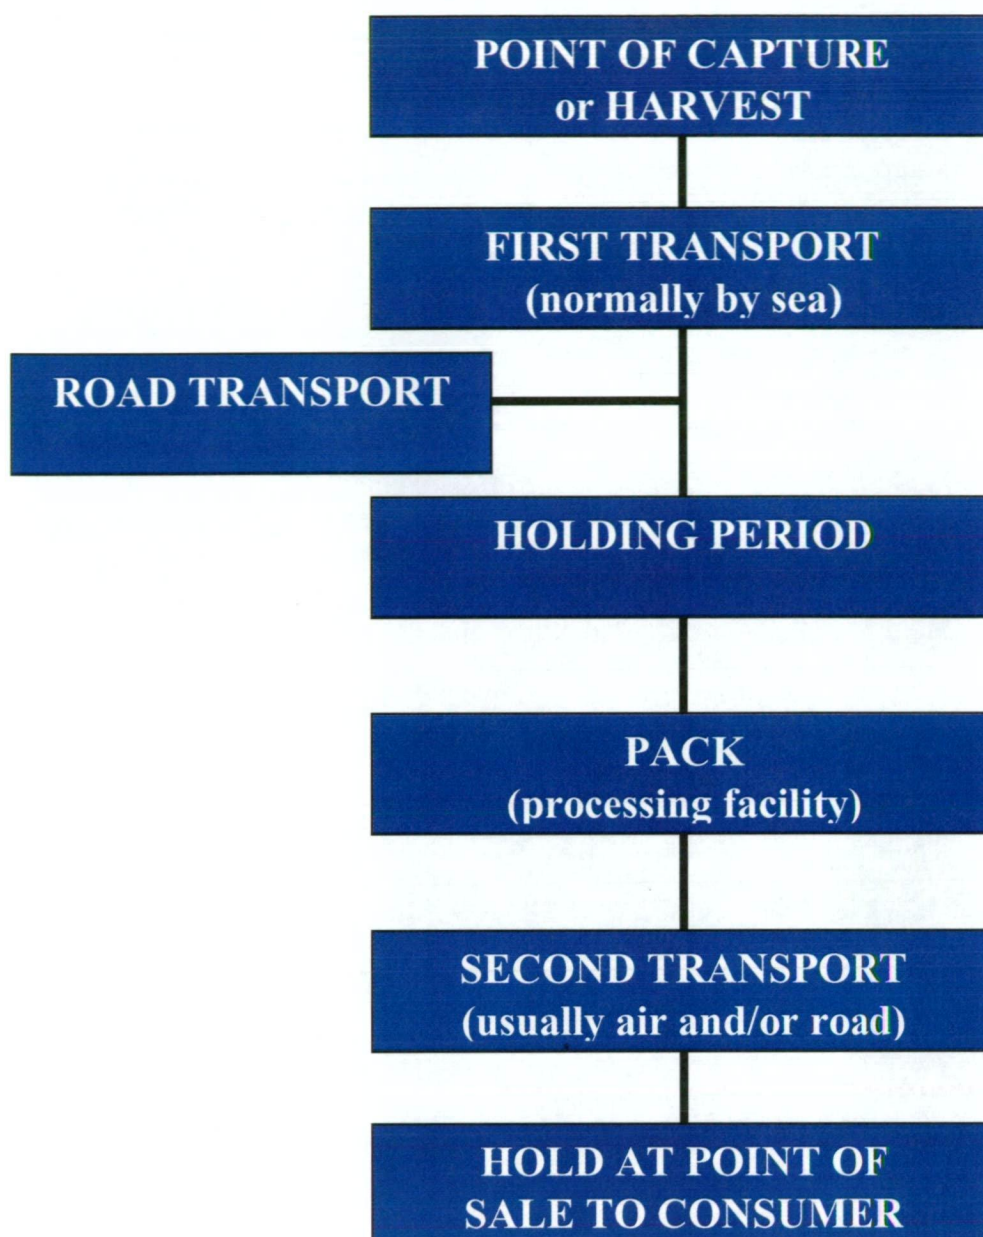 POINT OF CAPTURE
or HARVEST
FIRST TRANSPORT
(normally by sea)
ROAD TRANSPORT
HOLDING PERIOD
PACK
(processing facility)
SECOND TRANSPORT
(usually air and/or road)
HOLD AT POINT OF
SALE TO CONSUMER